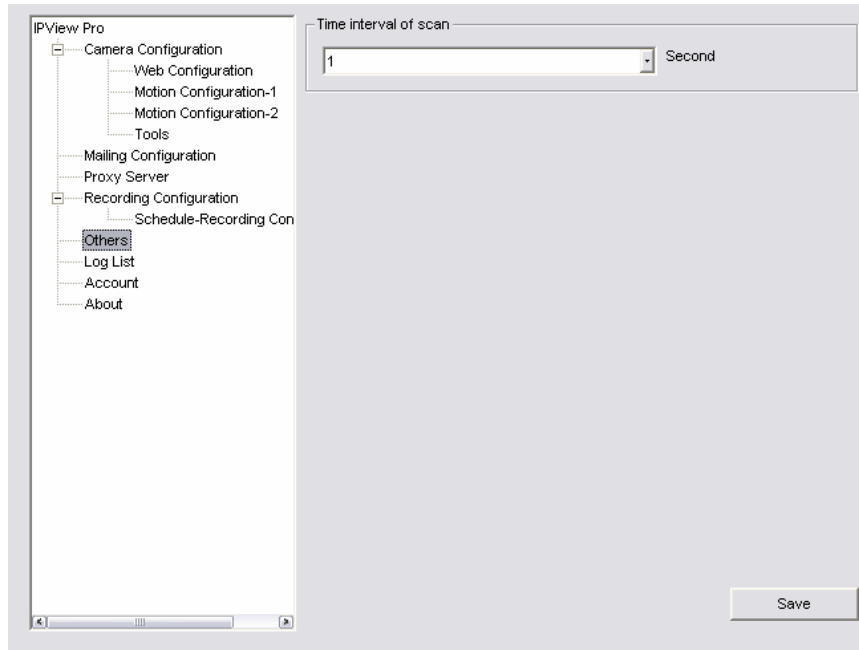 IPView Pro
Camera Configuration
Web Configuration
Motion Configuration-1
Motion Configuration-2
Tools
Mailing Configuration
Proxy Server
Recording Configuration
Schedule-Recording Con
Others
Log List
Account
About
Time interval of scan
1
Second
Save